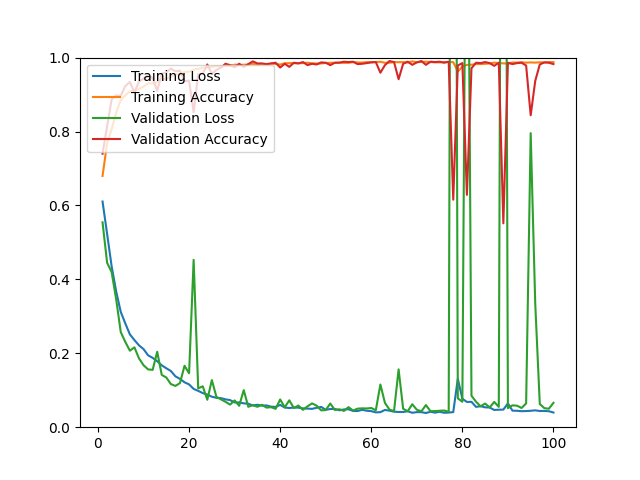 1.0
0.8
0.6
0.4
0.2
0.0
Training Loss
Training Accuracy
Validation Loss
Validation Accuracy
0 20 40 60 80 100